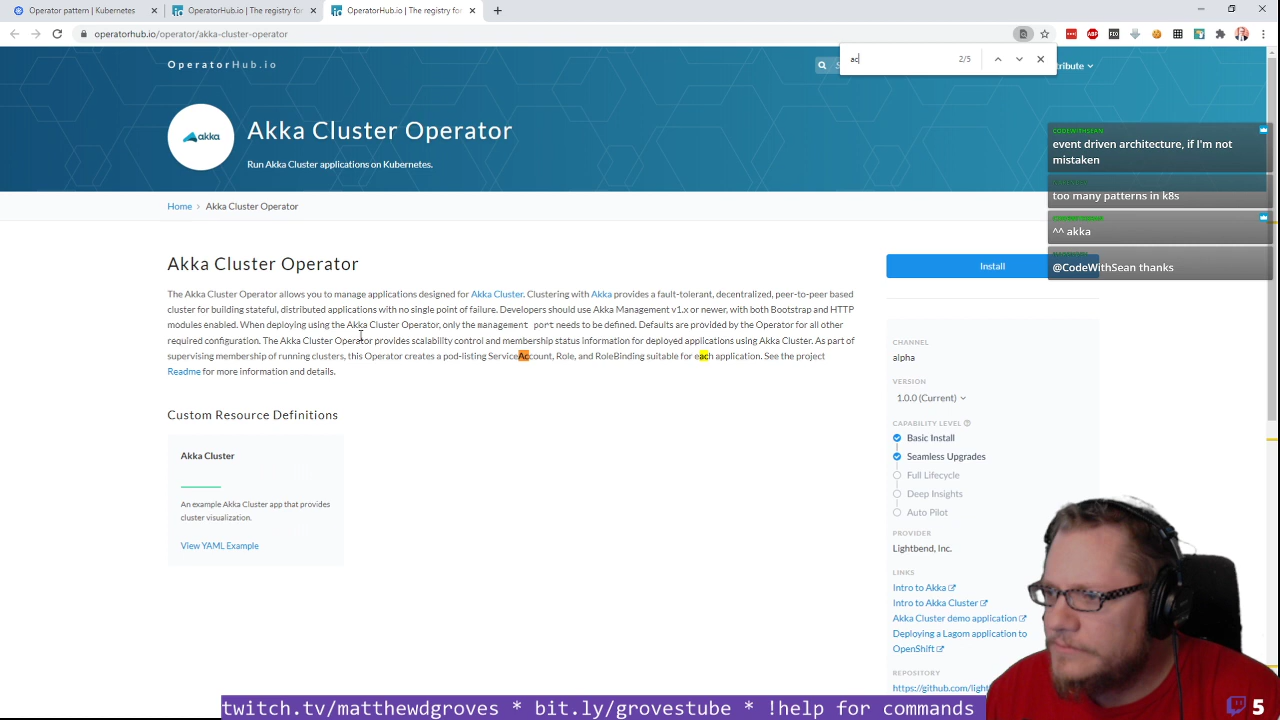 Operator pattern | Kubernetes
OperatorHub.io | The registry fo
OperatorHub.io | The registry fo
operatorhub.io/operator/akka-cluster-operator
ac
2/5
OperatorHub.io
tribute
akka
Akka Cluster Operator
Run Akka Cluster applications on Kubernetes.
CODEWITHSEAN
event driven architecture, if I'm not
mistaken
too many patterns in k8s
^^ akka
@CodeWithSean thanks
Home > Akka Cluster Operator
Akka Cluster Operator
The Akka Cluster Operator allows you to manage applications designed for Akka Cluster. Clustering with Akka provides a fault-tolerant, decentralized, peer-to-peer based
cluster for building stateful, distributed applications with no single point of failure. Developers should use Akka Management v1.x or newer, with both Bootstrap and HTTP
modules enabled. When deploying using the Akka Cluster Operator, only the management port needs to be defined. Defaults are provided by the Operator for all other
required configuration. The Akka Cluster Operator provides scalability control and membership status information for deployed applications using Akka Cluster. As part of
supervising membership of running clusters, this Operator creates a pod-listing ServiceAccount, Role, and RoleBinding suitable for each application. See the project
Readme for more information and details.
Custom Resource Definitions
Akka Cluster
An example Akka Cluster app that provides
cluster visualization.
View YAML Example
Install
CHANNEL
alpha
VERSION
1.0.0 (Current)
CAPABILITY LEVEL
Basic Install
Seamless Upgrades
Full Lifecycle
Deep Insights
Auto Pilot
PROVIDER
Lightbend, Inc.
LINKS
Intro to Akka
Intro to Akka Cluster
Akka Cluster demo application
Deploying a Lagom application to
OpenShift
REPOSITORY
https://github.com/light
twitch.tv/matthewdgroves * bit.ly/grovestube * !help for commands
5